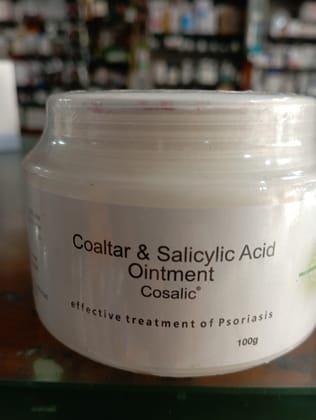 Coaltar & Salicylic Acid
Ointment
Cosalic®
effective treatment of Psoriasis
100g